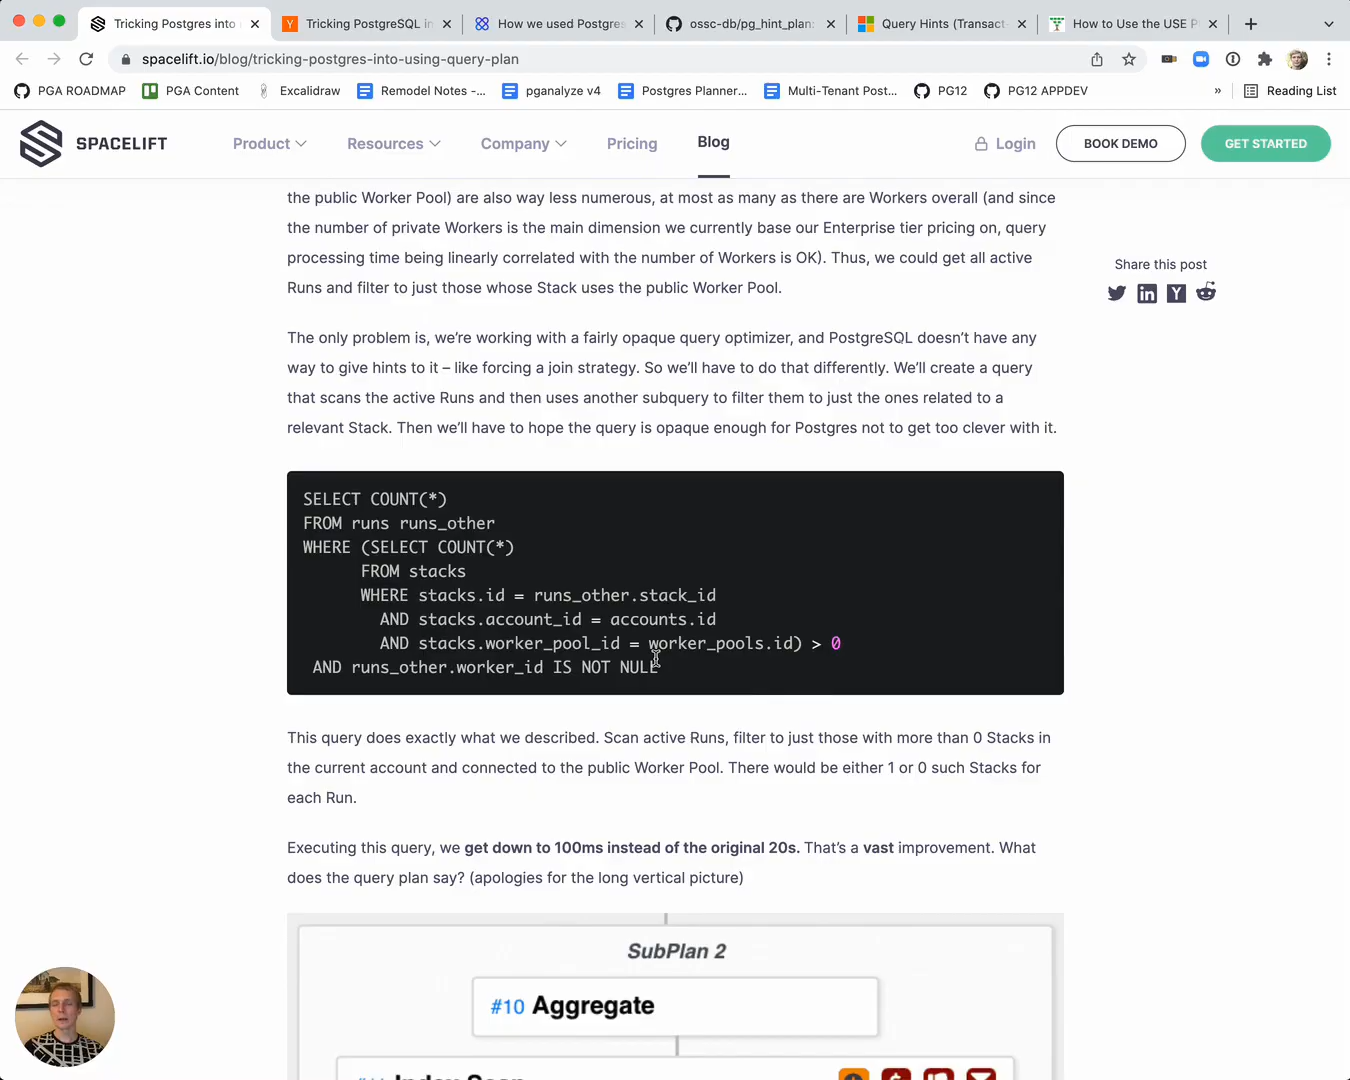 Tricking Postgres into
Tricking PostgreSQL in
How we used Postgres
ossc-db/pg_hint_plan:
Query Hints (Transact-
How to Use the USE P
spacelift.io/blog/tricking-postgres-into-using-query-plan
PGA ROADMAP
PGA Content
Excalidraw
Remodel Notes -...
pganalyze v4
Postgres Planner...
Multi-Tenant Post...
PG12
PG12 APPDEV
»
Reading List
SPACELIFT
Product
Resources
Company
Pricing
Blog
Login
BOOK DEMO
GET STARTED
the public Worker Pool) are also way less numerous, at most as many as there are Workers overall (and since
the number of private Workers is the main dimension we currently base our Enterprise tier pricing on, query
processing time being linearly correlated with the number of Workers is OK). Thus, we could get all active
Runs and filter to just those whose Stack uses the public Worker Pool.
Share this post
The only problem is, we’re working with a fairly opaque query optimizer, and PostgreSQL doesn’t have any
way to give hints to it – like forcing a join strategy. So we’ll have to do that differently. We’ll create a query
that scans the active Runs and then uses another subquery to filter them to just the ones related to a
relevant Stack. Then we’ll have to hope the query is opaque enough for Postgres not to get too clever with it.
SELECT COUNT(*)
FROM runs runs_other
WHERE (SELECT COUNT(*)
FROM stacks
WHERE stacks.id = runs_other.stack_id
AND stacks.account_id = accounts.id
AND stacks.worker_pool_id = worker_pools.id) > 0
AND runs_other.worker_id IS NOT NULL
This query does exactly what we described. Scan active Runs, filter to just those with more than 0 Stacks in
the current account and connected to the public Worker Pool. There would be either 1 or 0 such Stacks for
each Run.
Executing this query, we get down to 100ms instead of the original 20s. That’s a vast improvement. What
does the query plan say? (apologies for the long vertical picture)
SubPlan 2
#10 Aggregate